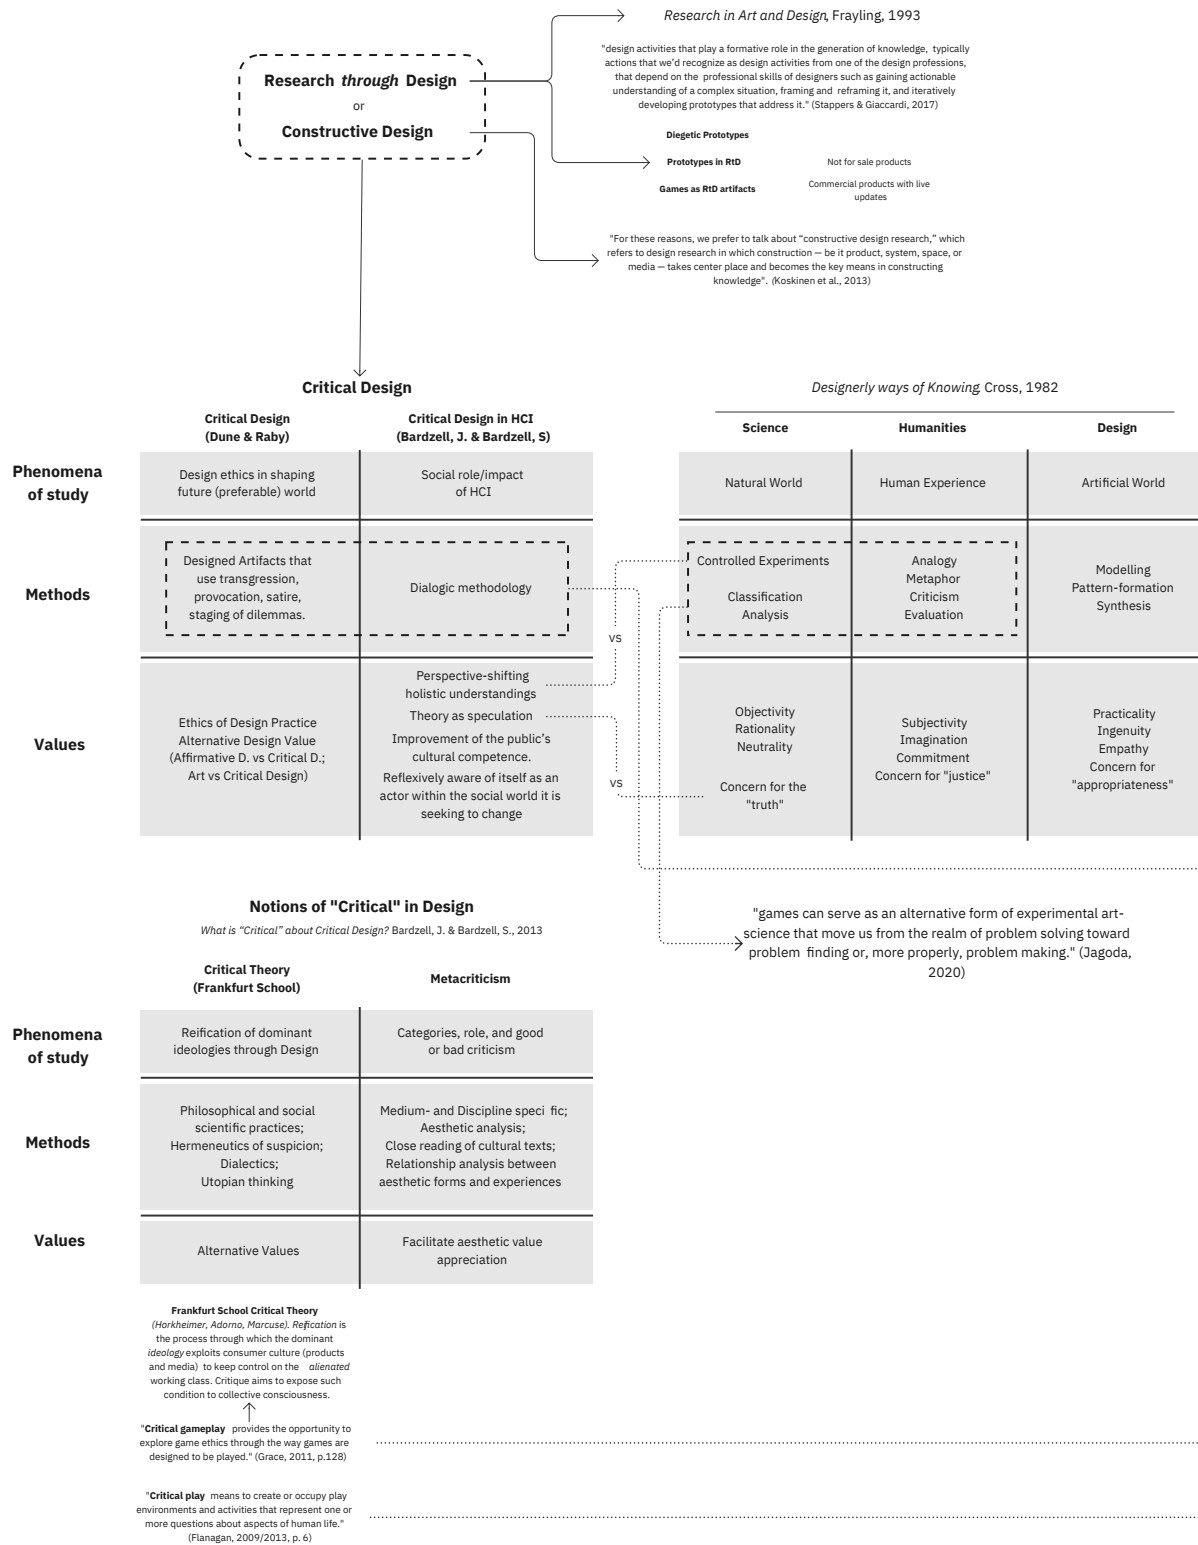 Research in Art and Design, Frayling, 1993
"design activities that play a formative role in the generation of knowledge, typically
actions that we'd recognize as design activities from one of the design professions,
that depend on the professional skills of designers such as gaining actionable
understanding of a complex situation, framing and reframing it, and iteratively
developing prototypes that address it." (Stappers & Giaccardi, 2017)
Research through Design
or
Constructive Design
Diegetic Prototypes
Prototypes in RtD
Not for sale products
Games as RtD artifacts
Commercial products with live
updates
"For these reasons, we prefer to talk about “constructive design research,” which
refers to design research in which construction — be it product, system, space, or
media — takes center place and becomes the key means in constructing
knowledge". (Koskinen et al., 2013)
Critical Design
Critical Design
(Dune & Raby)
Critical Design in HCI
(Bardzell, J. & Bardzell, S)
Phenomena
of study
Design ethics in shaping
future (preferable) world
Social role/impact
of HCI
Methods
Designed Artifacts that
use transgression,
provocation, satire,
staging of dilemmas.
Dialogic methodology
Values
Ethics of Design Practice
Alternative Design Value
(Affirmative D. vs Critical D.;
Art vs Critical Design)
Perspective-shifting
holistic understandings
Theory as speculation
Improvement of the public's
cultural competence.
Reflexively aware of itself as an
actor within the social world it is
seeking to change
vs
vs
Designerly ways of Knowing Cross, 1982
Science
Humanities
Design
Natural World
Human Experience
Artificial World
Controlled Experiments
Classification
Analysis
Analogy
Metaphor
Criticism
Evaluation
Modelling
Pattern-formation
Synthesis
Objectivity
Rationality
Neutrality
Concern for the
"truth"
Subjectivity
Imagination
Commitment
Concern for "justice"
Practicality
Ingenuity
Empathy
Concern for
"appropriateness"
"games can serve as an alternative form of experimental art-
science that move us from the realm of problem solving toward
problem finding or, more properly, problem making." (Jagoda,
2020)
Notions of "Critical" in Design
What is “Critical” about Critical Design? Bardzell, J. & Bardzell, S., 2013
Critical Theory
(Frankfurt School)
Metacriticism
Phenomena
of study
Reification of dominant
ideologies through Design
Categories, role, and good
or bad criticism
Methods
Philosophical and social
scientific practices;
Hermeneutics of suspicion;
Dialectics;
Utopian thinking
Medium- and Discipline speci fic;
Aesthetic analysis;
Close reading of cultural texts;
Relationship analysis between
aesthetic forms and experiences
Values
Alternative Values
Facilitate aesthetic value
appreciation
Frankfurt School Critical Theory
(Horkheimer, Adorno, Marcuse). Reification is
the process through which the dominant
ideology exploits consumer culture (products
and media) to keep control on the alienated
working class. Critique aims to expose such
condition to collective consciousness.
"Critical gameplay provides the opportunity to
explore game ethics through the way games are
designed to be played." (Grace, 2011, p.128)
"Critical play means to create or occupy play
environments and activities that represent one or
more questions about aspects of human life."
(Flanagan, 2009/2013, p. 6)